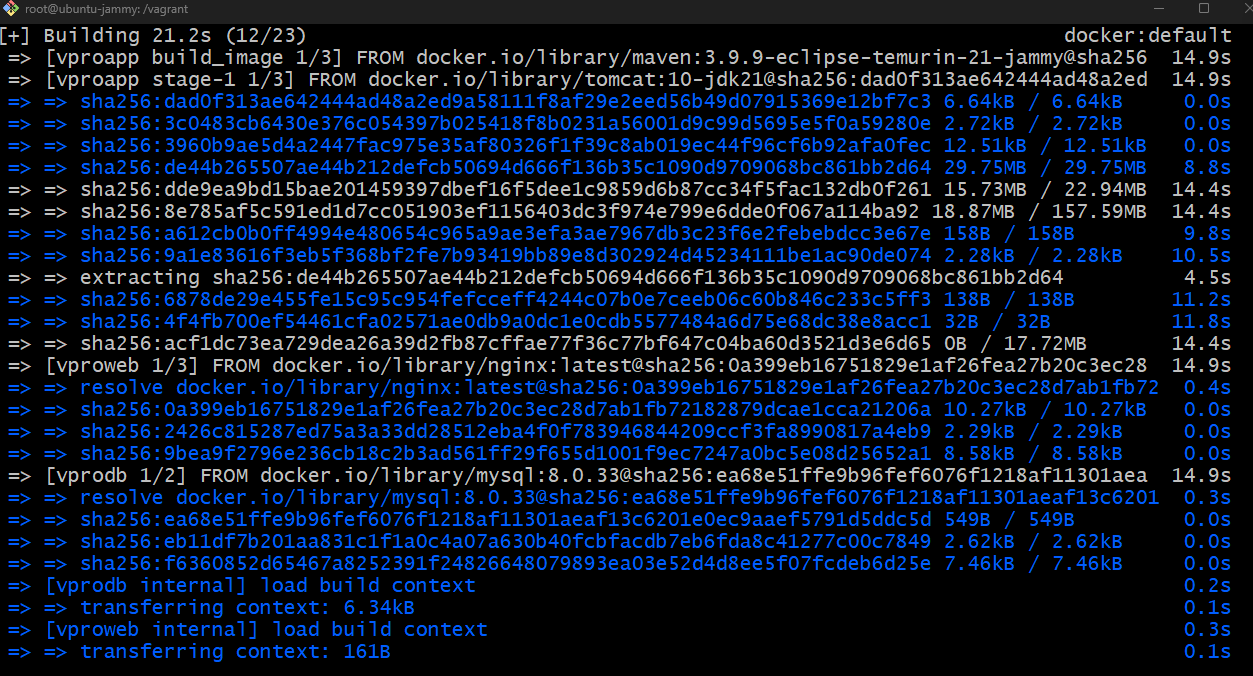 root@ubuntu-jammy: /vagrant
[+] Building 21.2s (12/23) docker:default
=> [vproapp build_image 1/3] FROM docker.io/library/maven:3.9.9-eclipse-temurin-21-jammy@sha256 14.9s
=> [vproapp stage-1 1/3] FROM docker.io/library/tomcat:10-jdk21@sha256:dad0f313ae642444ad48a2ed 14.9s
=> => sha256:dad0f313ae642444ad48a2ed9a58111f8af29e2eed56b49d07915369e12bf7c3 6.64kB / 6.64kB 0.0s
=> => sha256:3c0483cb6430e376c054397b025418f8b0231a56001d9c99d5695e5f0a59280e 2.72kB / 2.72kB 0.0s
=> => sha256:3960b9ae5d4a2447fac975e35af80326f1f39c8ab019ec44f96cf6b92afa0fec 12.51kB / 12.51kB 0.0s
=> => sha256:de44b265507ae44b212defcb50694d666f136b35c1090d9709068bc861bb2d64 29.75MB / 29.75MB 8.8s
=> => sha256:dde9ea9bd15bae201459397dbef16f5dee1c9859d6b87cc34f5fac132db0f261 15.73MB / 22.94MB 14.4s
=> => sha256:8e785af5c591ed1d7cc051903ef1156403dc3f974e799e6dde0f067a114ba92 18.87MB / 157.59MB 14.4s
=> => sha256:a612cb0b0ff4994e480654c965a9ae3efa3ae7967db3c23f6e2febebdcc3e67e 158B / 158B 9.8s
=> => sha256:9a1e83616f3eb5f368bf2fe7b93419bb89e8d302924d45234111be1ac90de074 2.28kB / 2.28kB 10.5s
=> => extracting sha256:de44b265507ae44b212defcb50694d666f136b35c1090d9709068bc861bb2d64 4.5s
=> => sha256:6878de29e455fe15c95c954fefcceff4244c07b0e7ceeb06c60b846c233c5ff3 138B / 138B 11.2s
=> => sha256:4f4fb700ef54461cfa02571ae0db9a0dc1e0cdb5577484a6d75e68dc38e8acc1 32B / 32B 11.8s
=> => sha256:acf1dc73ea729dea26a39d2fb87cffae77f36c77bf647c04ba60d3521d3e6d65 0B / 17.72MB 14.4s
=> [vproweb 1/3] FROM docker.io/library/nginx:latest@sha256:0a399eb16751829e1af26fea27b20c3ec28 14.9s
=> => resolve docker.io/library/nginx:latest@sha256:0a399eb16751829e1af26fea27b20c3ec28d7ab1fb72 0.4s
=> => sha256:0a399eb16751829e1af26fea27b20c3ec28d7ab1fb72182879dcae1cca21206a 10.27kB / 10.27kB 0.0s
=> => sha256:2426c815287ed75a3a33dd28512eba4f0f783946844209ccf3fa8990817a4eb9 2.29kB / 2.29kB 0.0s
=> => sha256:9bea9f2796e236cb18c2b3ad561ff29f655d1001f9ec7247a0bc5e08d25652a1 8.58kB / 8.58kB 0.0s
=> [vprodb 1/2] FROM docker.io/library/mysql:8.0.33@sha256:ea68e51ffe9b96fef6076f1218af11301aea 14.9s
=> => resolve docker.io/library/mysql:8.0.33@sha256:ea68e51ffe9b96fef6076f1218af11301aeaf13c6201 0.3s
=> => sha256:ea68e51ffe9b96fef6076f1218af11301aeaf13c6201e0ec9aaef5791d5ddc5d 549B / 549B 0.0s
=> => sha256:eb11df7b201aa831c1f1a0c4a07a630b40fcbfacdb7eb6fda8c41277c00c7849 2.62kB / 2.62kB 0.0s
=> => sha256:f6360852d65467a8252391f24826648079893ea03e52d4d8ee5f07fcdeb6d25e 7.46kB / 7.46kB 0.0s
=> [vprodb internal] load build context 0.2s
=> => transferring context: 6.34kB 0.1s
=> [vproweb internal] load build context 0.3s
=> => transferring context: 161B 0.1s